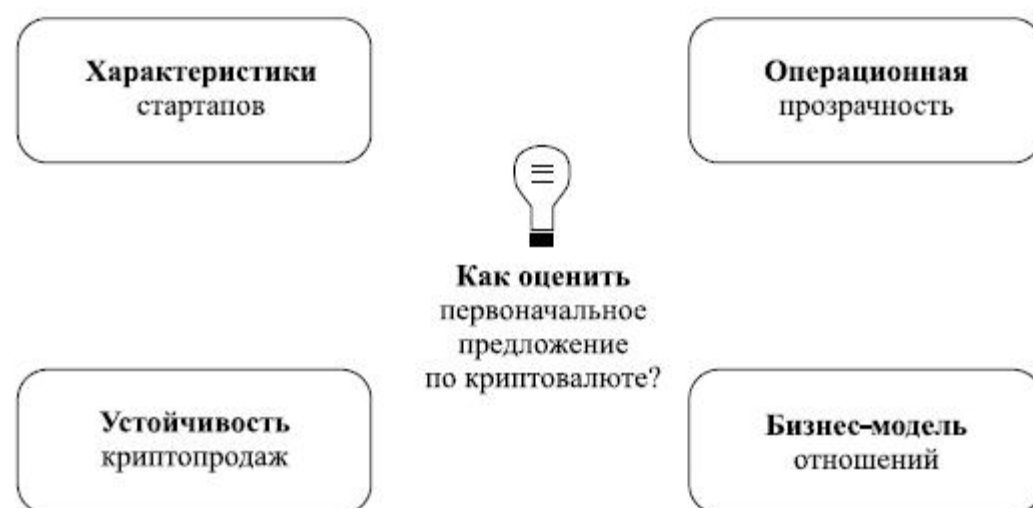 Характеристики
стартапов
Операционная
прозрачность
Как оценить
первоначальное
предложение
по криптовалюте?
Устойчивость
криптопродаж
Бизнес-модель
отношений